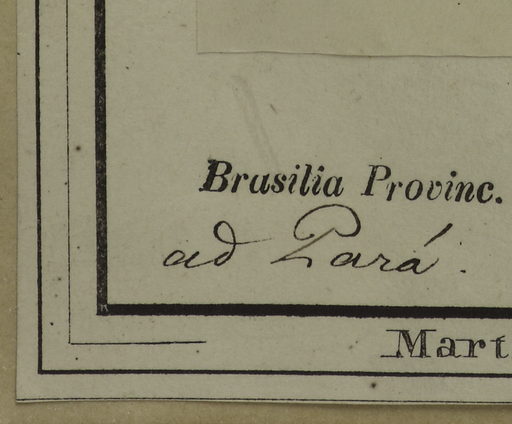 Brasilia Provinc.
ad Pará.
Mart